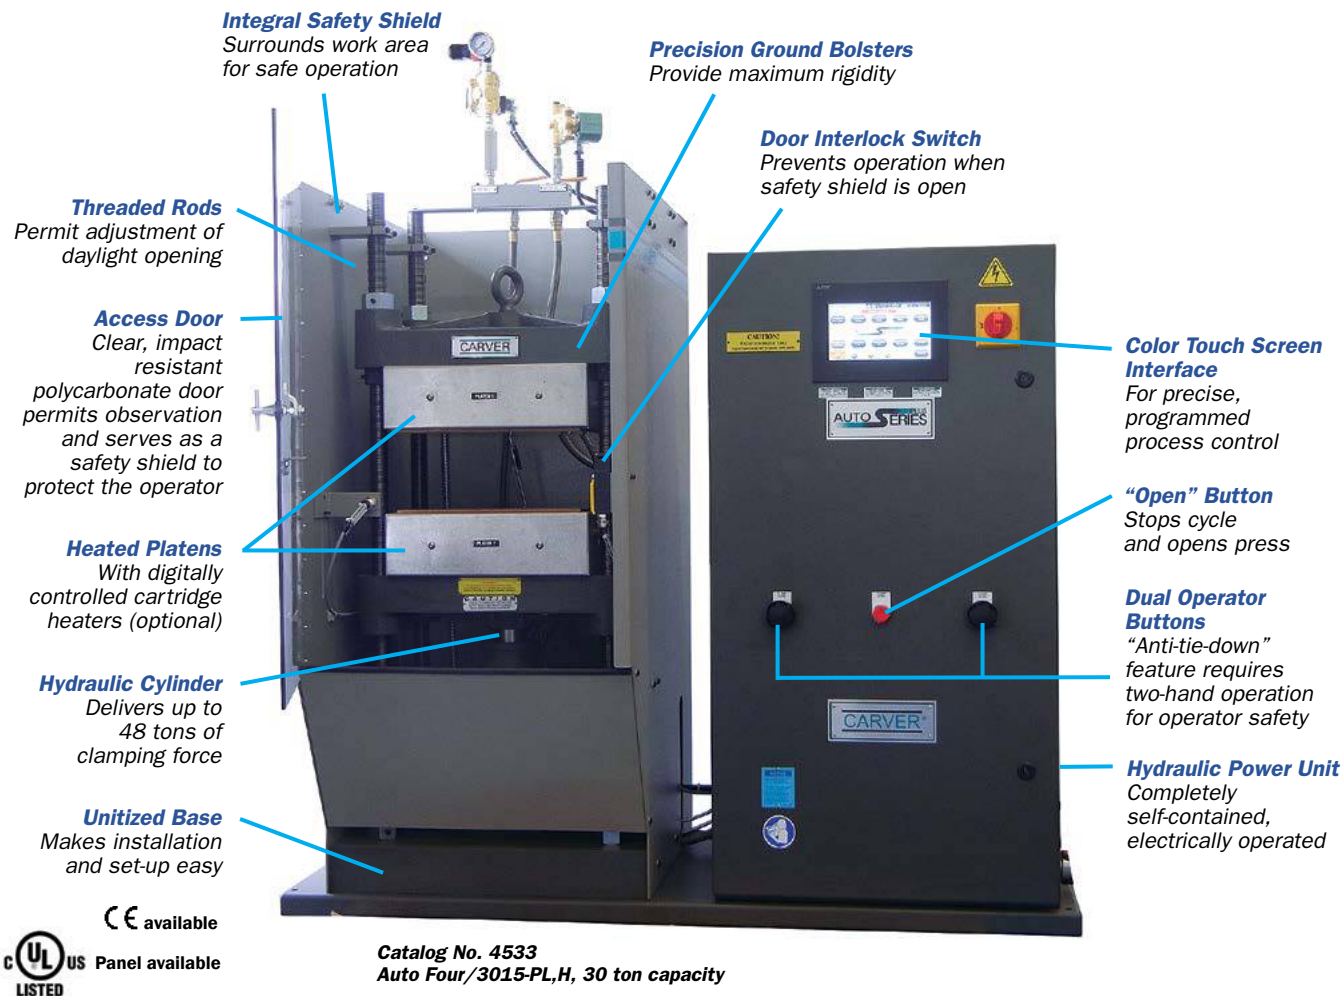 Integral Safety Shield
Surrounds work area
for safe operation
Precision Ground Bolsters
Provide maximum rigidity
Door Interlock Switch
Prevents operation when
safety shield is open
Threaded Rods
Permit adjustment of
daylight opening
Access Door
Clear, impact
resistant
polycarbonate door
permits observation
and serves as a
safety shield to
protect the operator
Heated Platens
With digitally
controlled cartridge
heaters (optional)
Hydraulic Cylinder
Delivers up to
48 tons of
clamping force
Unitized Base
Makes installation
and set-up easy
CARVER
CAUTION!
CAUTION
AUTO SERIES
PLUS
CARVER®
Color Touch Screen
Interface
For precise,
programmed
process control
“Open” Button
Stops cycle
and opens press
Dual Operator
Buttons
“Anti-tie-down”
feature requires
two-hand operation
for operator safety
Hydraulic Power Unit
Completely
self-contained,
electrically operated
CE available
C UL US Panel available
LISTED
Catalog No. 4533
Auto Four/3015-PL,H, 30 ton capacity